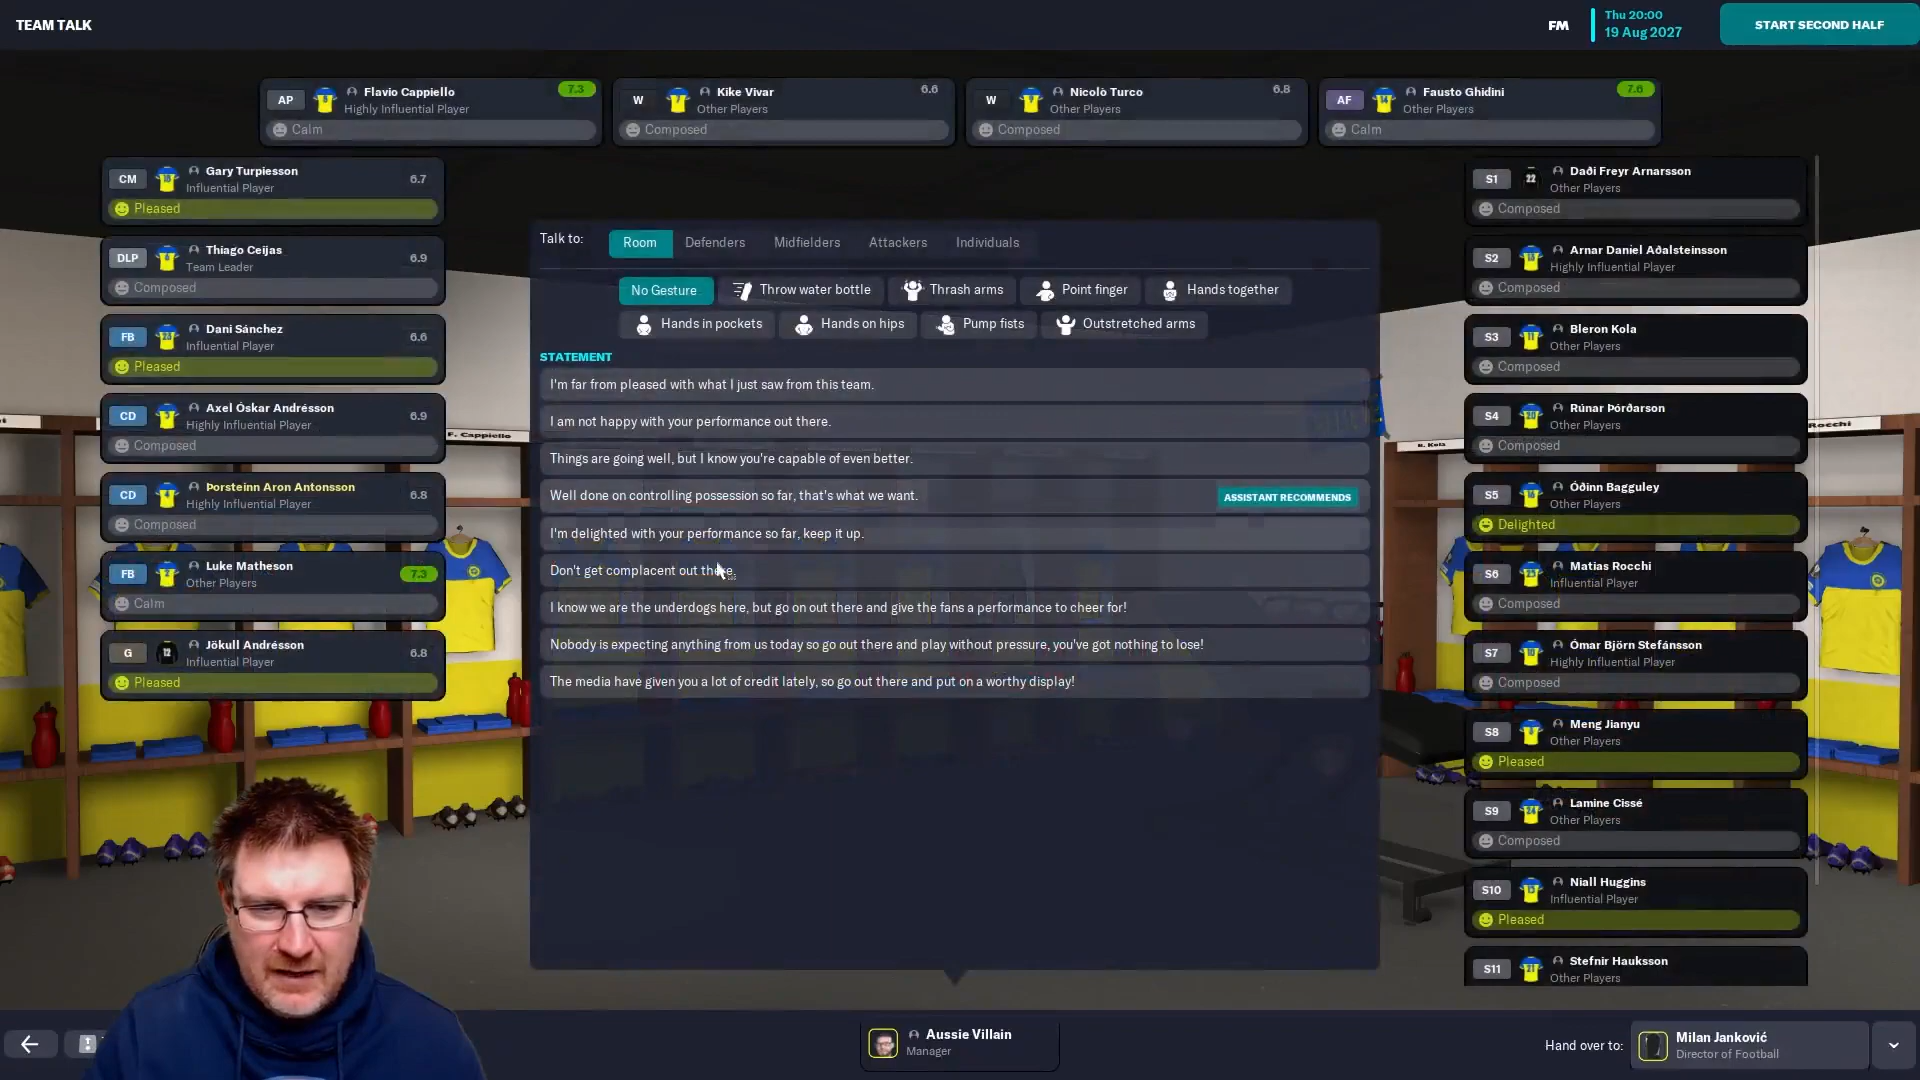 TEAM TALK
FM
Thu 20:00
19 Aug 2027
START SECOND HALF
AP
Flavio Cappiello
Highly Influential Player
7.3
Calm
W
Kike Vivar
Other Players
6.6
Composed
W
Nicolò Turco
Other Players
6.8
Composed
AF
Fausto Ghidini
Other Players
7.6
Calm
CM
Gary Turpiesson
Influential Player
6.7
Pleased
DLP
Thiago Ceijas
Team Leader
6.9
Composed
FB
Dani Sánchez
Influential Player
6.6
Pleased
CD
Axel Óskar Andrésson
Highly Influential Player
6.9
Composed
CD
Þorsteinn Aron Antonsson
Highly Influential Player
6.8
Composed
FB
Luke Matheson
Other Players
7.3
Calm
G
12
Jökull Andrésson
Influential Player
6.8
Pleased
F. Cappiello
Talk to:
Room
Defenders
Midfielders
Attackers
Individuals
No Gesture
Throw water bottle
Thrash arms
Point finger
Hands together
Hands in pockets
Hands on hips
Pump fists
Outstretched arms
STATEMENT
I'm far from pleased with what I just saw from this team.
I am not happy with your performance out there.
Things are going well, but I know you're capable of even better.
Well done on controlling possession so far, that's what we want.
ASSISTANT RECOMMENDS
I'm delighted with your performance so far, keep it up.
Don't get complacent out there.
I know we are the underdogs here, but go on out there and give the fans a performance to cheer for!
Nobody is expecting anything from us today so go out there and play without pressure, you've got nothing to lose!
The media have given you a lot of credit lately, so go out there and put on a worthy display!
S1
22
Daði Freyr Arnarsson
Other Players
Composed
S2
Arnar Daniel Aðalsteinsson
Highly Influential Player
Composed
S3
Bleron Kola
Other Players
Composed
S4
Rúnar Þórðarson
Other Players
Composed
S5
Óðinn Bagguley
Other Players
Delighted
S6
Matias Rocchi
Influential Player
Composed
S7
Ómar Björn Stefánsson
Highly Influential Player
Composed
S8
Meng Jianyu
Other Players
Pleased
S9
Lamine Cissé
Other Players
Composed
S10
Niall Huggins
Influential Player
Pleased
S11
Stefnir Hauksson
Other Players
Rocchi
Aussie Villain
Manager
Hand over to:
Milan Janković
Director of Football